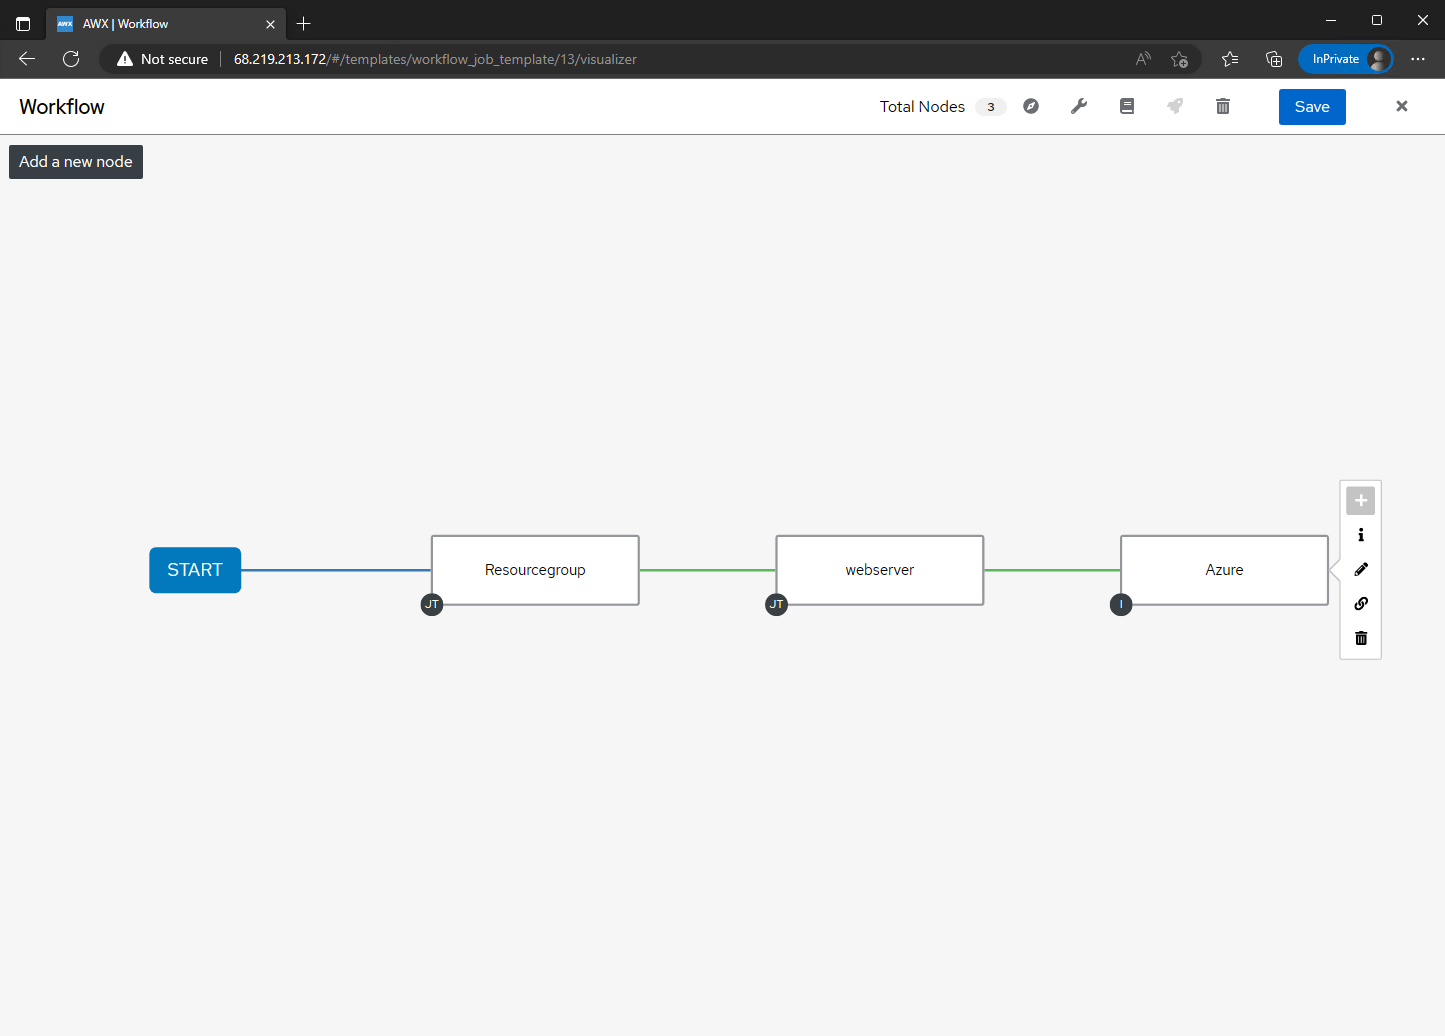 AWX AWX | Workflow
Not secure 68.219.213.172/#/templates/workflow_job_template/13/visualizer InPrivate
Workflow Total Nodes 3 Save
Add a new node
START Resourcegroup webserver Azure
JT JT I